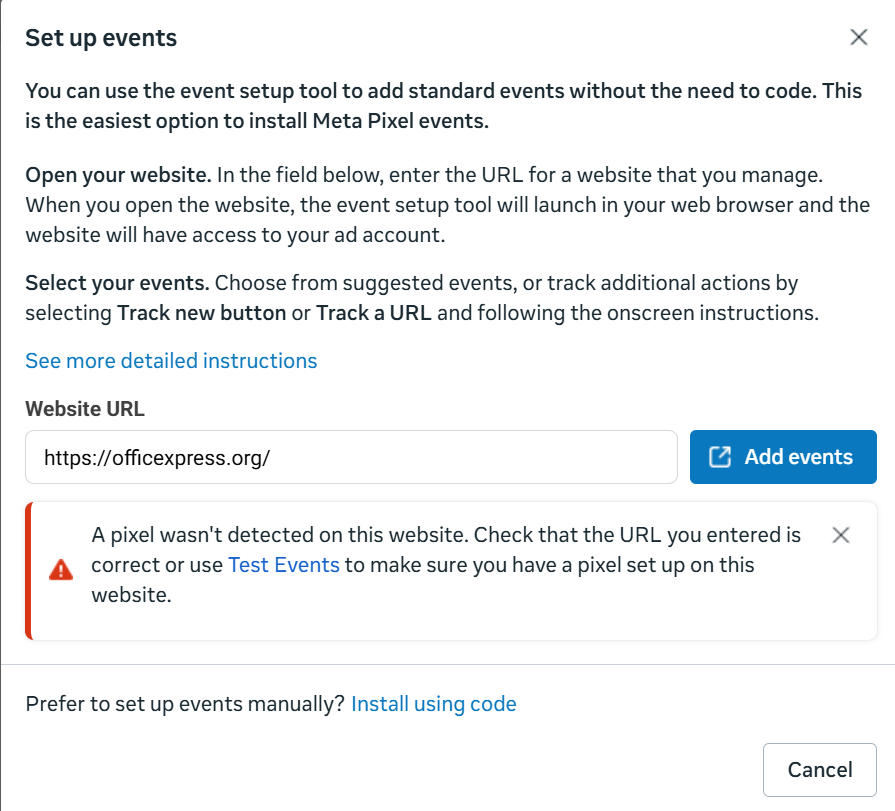 Set up events
You can use the event setup tool to add standard events without the need to code. This
is the easiest option to install Meta Pixel events.
Open your website. In the field below, enter the URL for a website that you manage.
When you open the website, the event setup tool will launch in your web browser and the
website will have access to your ad account.
Select your events. Choose from suggested events, or track additional actions by
selecting Track new button or Track a URL and following the onscreen instructions.
See more detailed instructions
Website URL
https://officexpress.org/
Add events
A pixel wasn't detected on this website. Check that the URL you entered is
correct or use Test Events to make sure you have a pixel set up on this
website.
Prefer to set up events manually? Install using code
Cancel